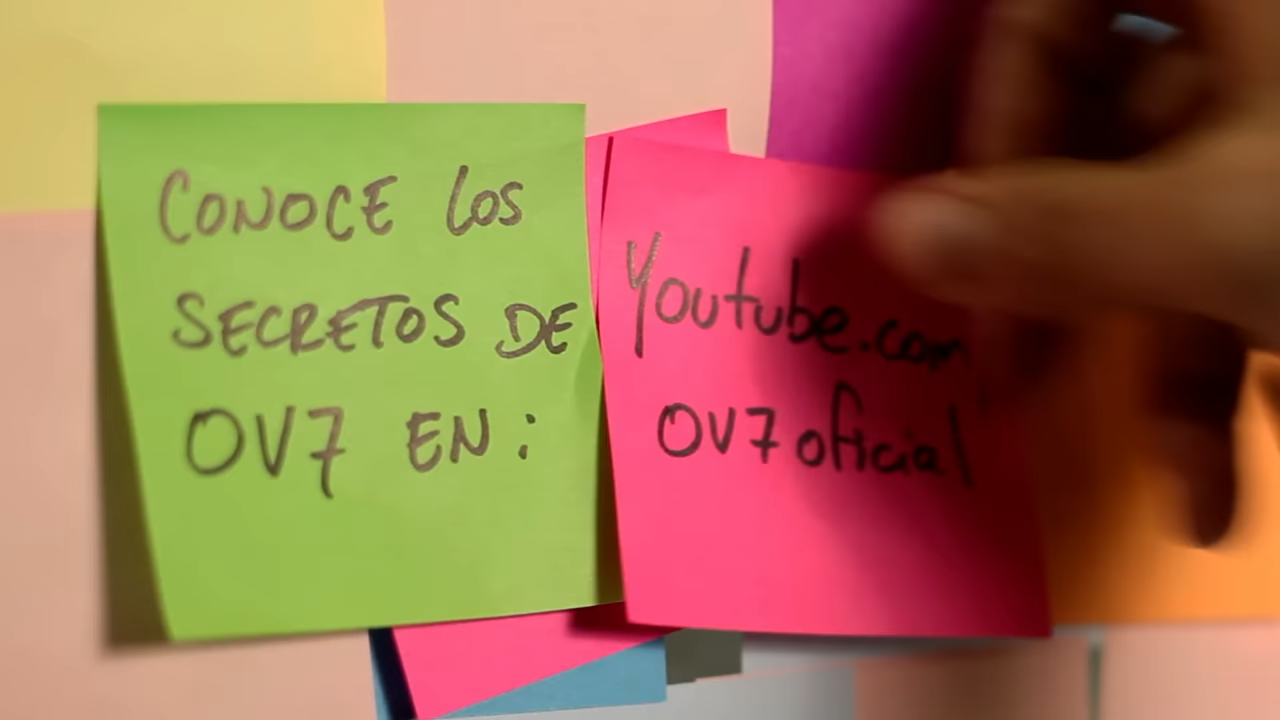 CONOCE los
SECRETOS DE
OV7 EN:
Youtube.com
OV7oficial